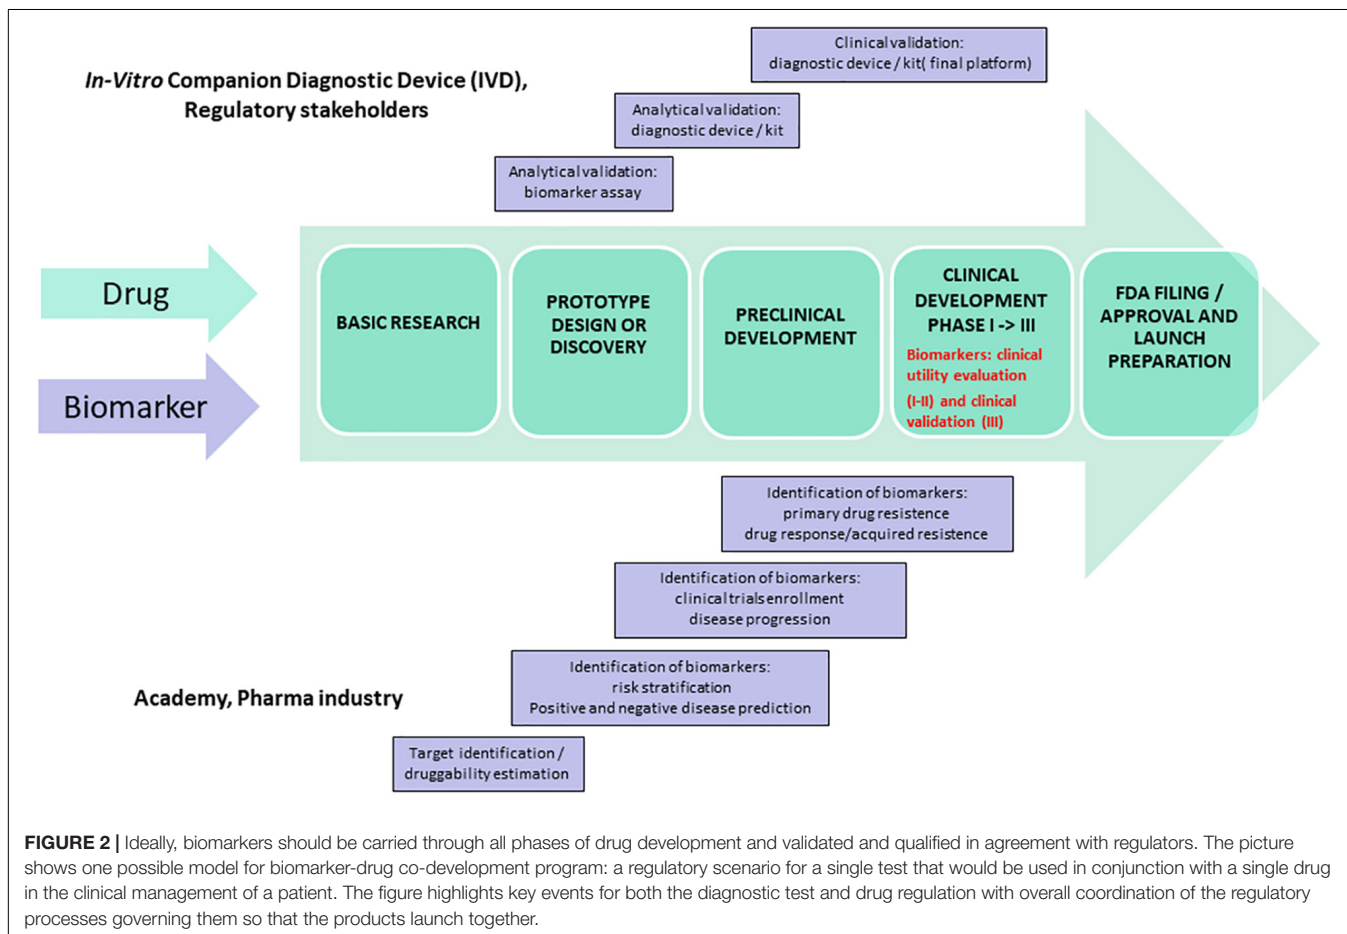 Clinical validation:
diagnostic device / kit( final platform)
In-Vitro Companion Diagnostic Device (IVD),
Regulatory stakeholders
Analytical validation:
diagnostic device / kit
Analytical validation:
biomarker assay
Drug
Biomarker
BASIC RESEARCH
PROTOTYPE
DESIGN OR
DISCOVERY
PRECLINICAL
DEVELOPMENT
CLINICAL
DEVELOPMENT
PHASE I -> III
Biomarkers: clinical
utility evaluation
(I-II) and clinical
validation (III)
FDA FILING /
APPROVAL AND
LAUNCH
PREPARATION
Identification of biomarkers:
primary drug resistence
drug response/acquired resistence
Identification of biomarkers:
clinical trials enrollment
disease progression
Identification of biomarkers:
risk stratification
Positive and negative disease prediction
Academy, Pharma industry
Target identification /
druggability estimation
FIGURE 2 | Ideally, biomarkers should be carried through all phases of drug development and validated and qualified in agreement with regulators. The picture
shows one possible model for biomarker-drug co-development program: a regulatory scenario for a single test that would be used in conjunction with a single drug
in the clinical management of a patient. The figure highlights key events for both the diagnostic test and drug regulation with overall coordination of the regulatory
processes governing them so that the products launch together.